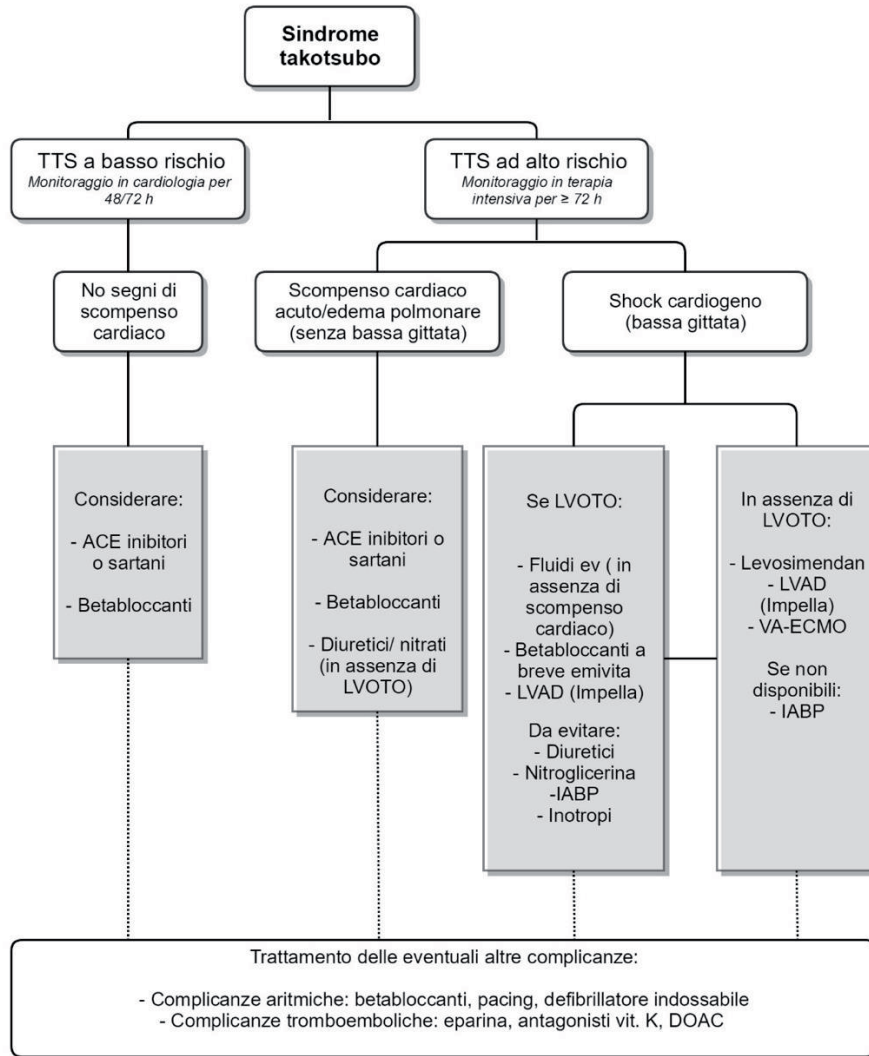 Sindrome
takotsubo
TTS a basso rischio
Monitoraggio in cardiologia per
48/72 h
TTS ad alto rischio
Monitoraggio in terapia
intensiva per ≥ 72 h
No segni di
scompenso
cardiaco
Scompenso cardiaco
acuto/edema polmonare
(senza bassa gittata)
Shock cardiogeno
(bassa gittata)
Considerare:
- ACE inibitori
o sartani
- Betabloccanti
Considerare:
- ACE inibitori o
sartani
- Betabloccanti
- Diuretici/ nitrati
(in assenza di
LVOTO)
Se LVOTO:
- Fluidi ev ( in
assenza di
scompenso
cardiaco)
- Betabloccanti a
breve emivita
- LVAD (Impella)
Da evitare:
- Diuretici
- Nitroglicerina
-IABP
- Inotropi
In assenza di
LVOTO:
- Levosimendan
- LVAD
(Impella)
- VA-ECMO
Se non
disponibili:
- IABP
Trattamento delle eventuali altre complicanze:
- Complicanze aritmiche: betabloccanti, pacing, defibrillatore indossabile
- Complicanze tromboemboliche: eparina, antagonisti vit. K, DOAC